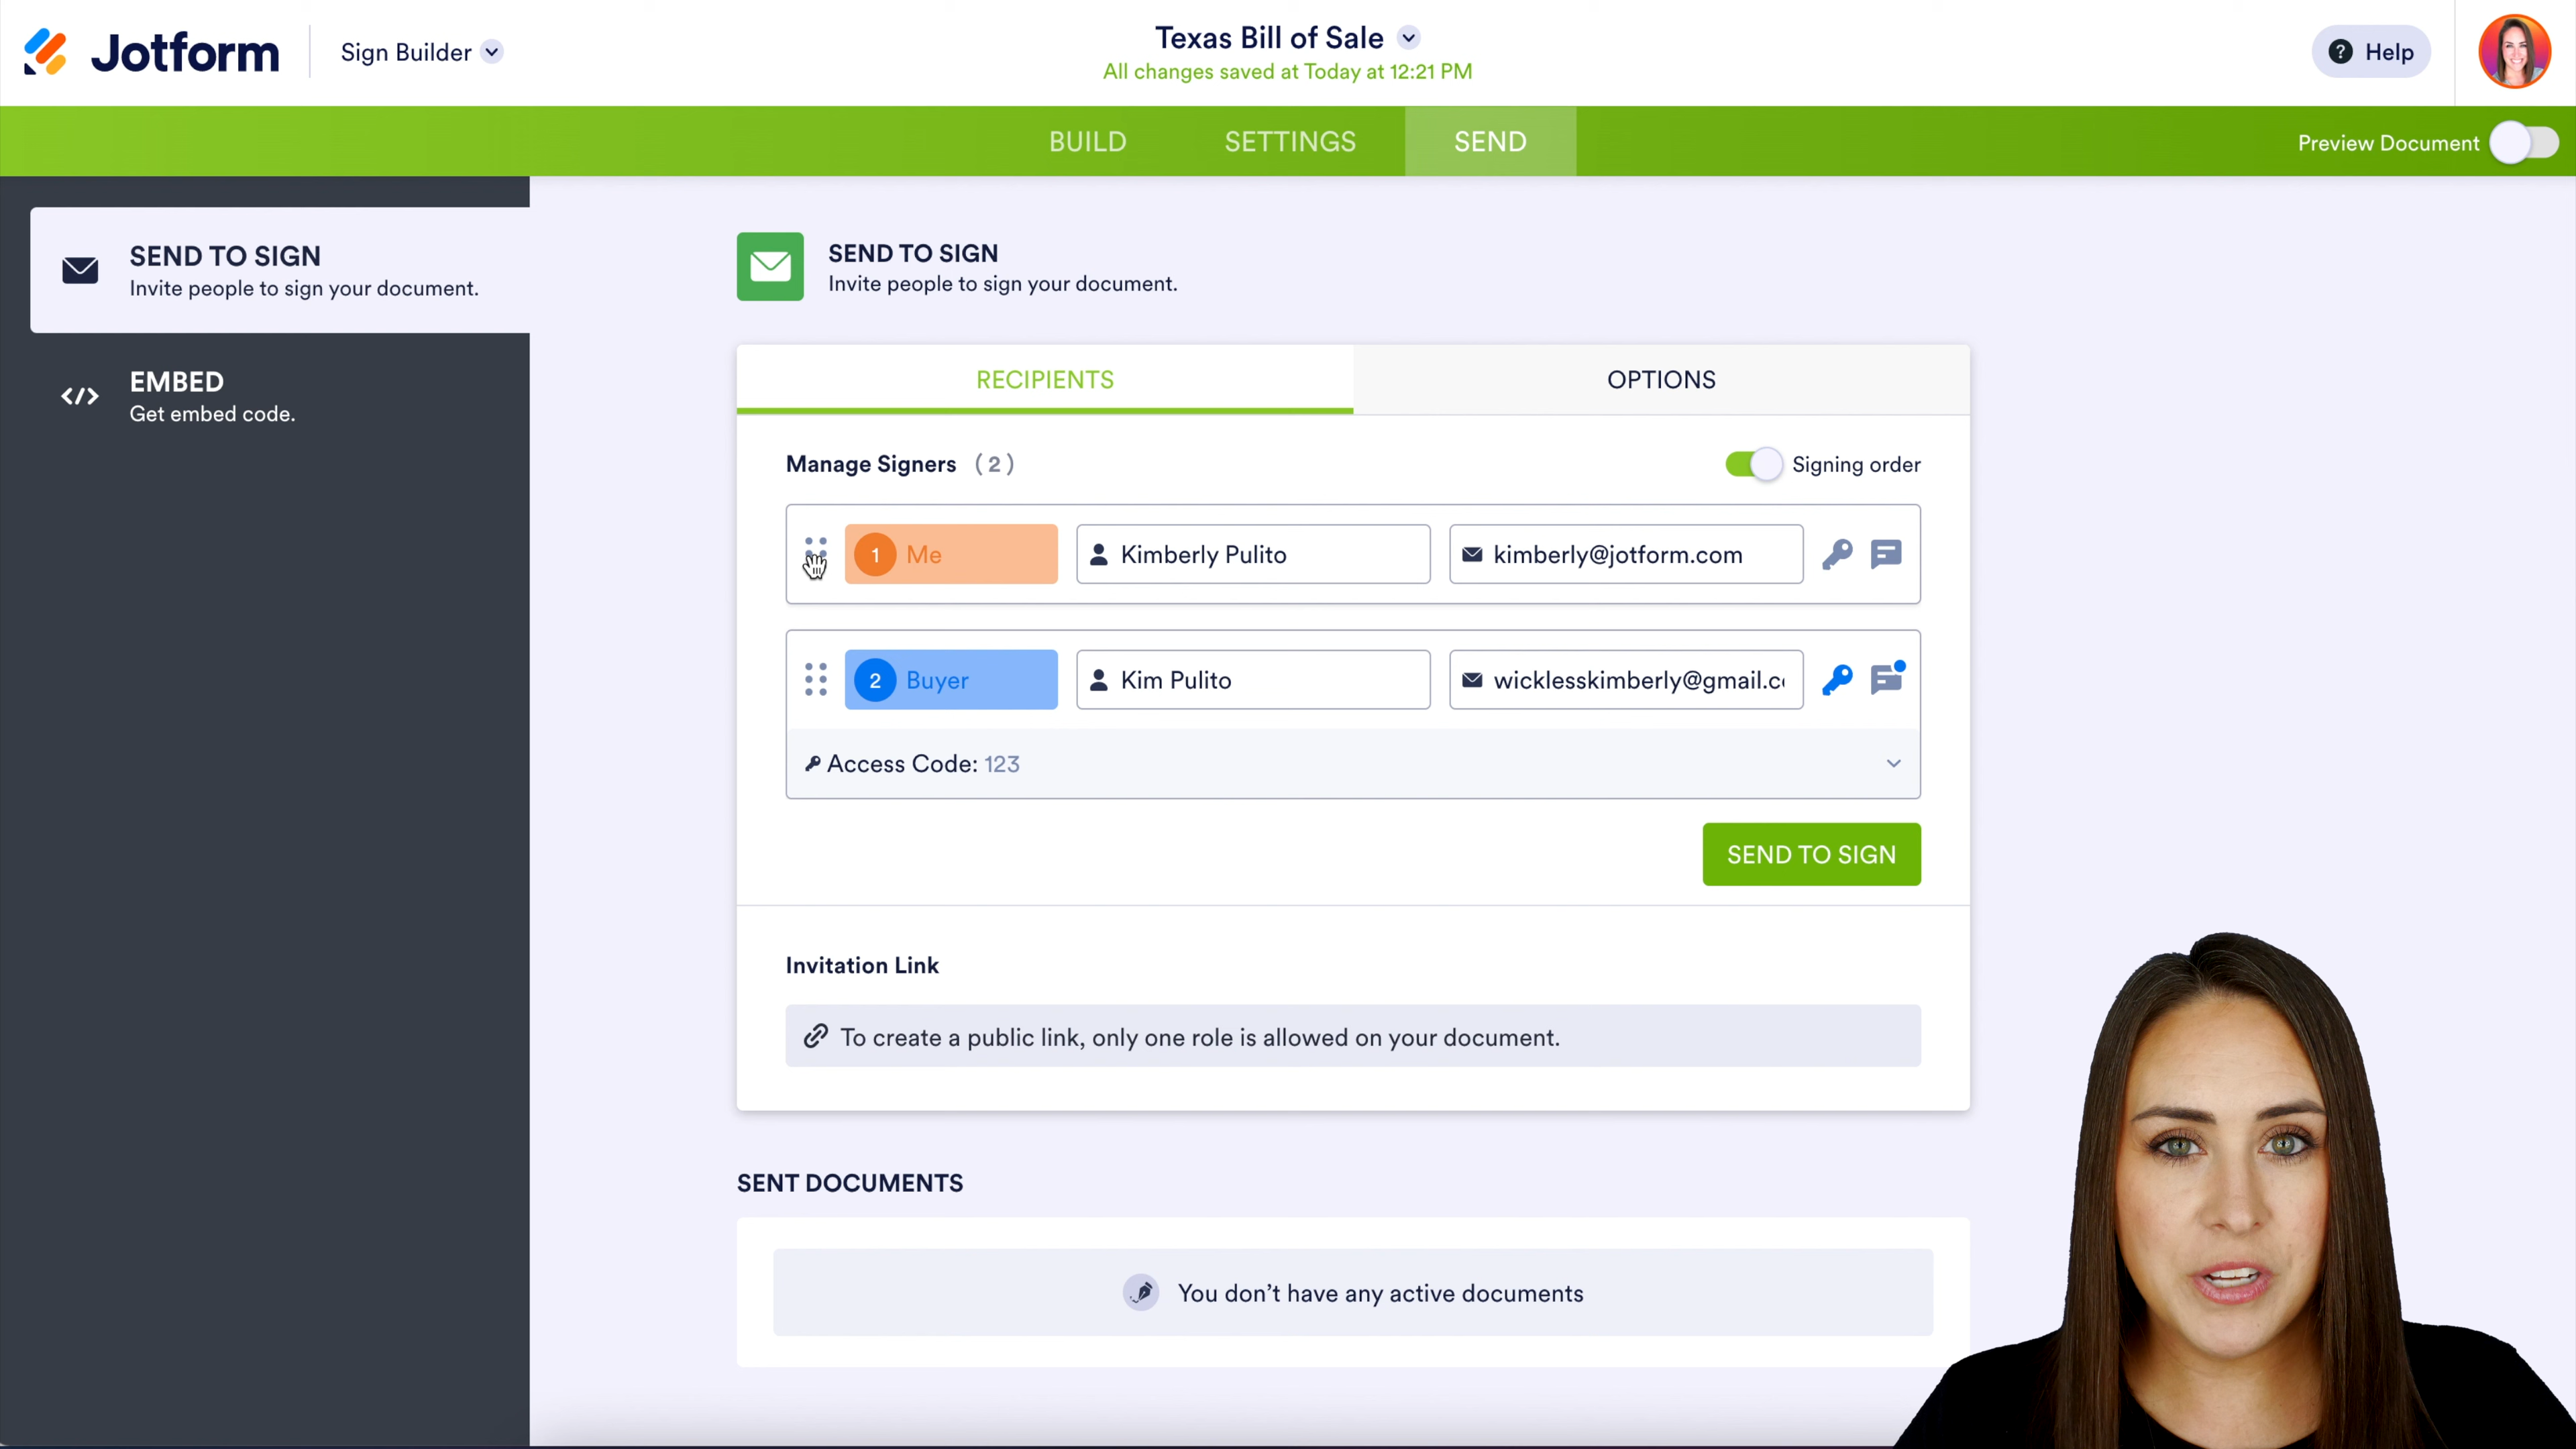 Jotform
Sign Builder
Texas Bill of Sale
All changes saved at Today at 12:21 PM
? Help
BUILD
SETTINGS
SEND
Preview Document
SEND TO SIGN
Invite people to sign your document.
EMBED
Get embed code.
SEND TO SIGN
Invite people to sign your document.
RECIPIENTS
OPTIONS
Manage Signers (2)
Signing order
1 Me
Kimberly Pulito
kimberly@jotform.com
2 Buyer
Kim Pulito
wicklesskimberly@gmail.c
Access Code: 123
SEND TO SIGN
Invitation Link
To create a public link, only one role is allowed on your document.
SENT DOCUMENTS
You don’t have any active documents